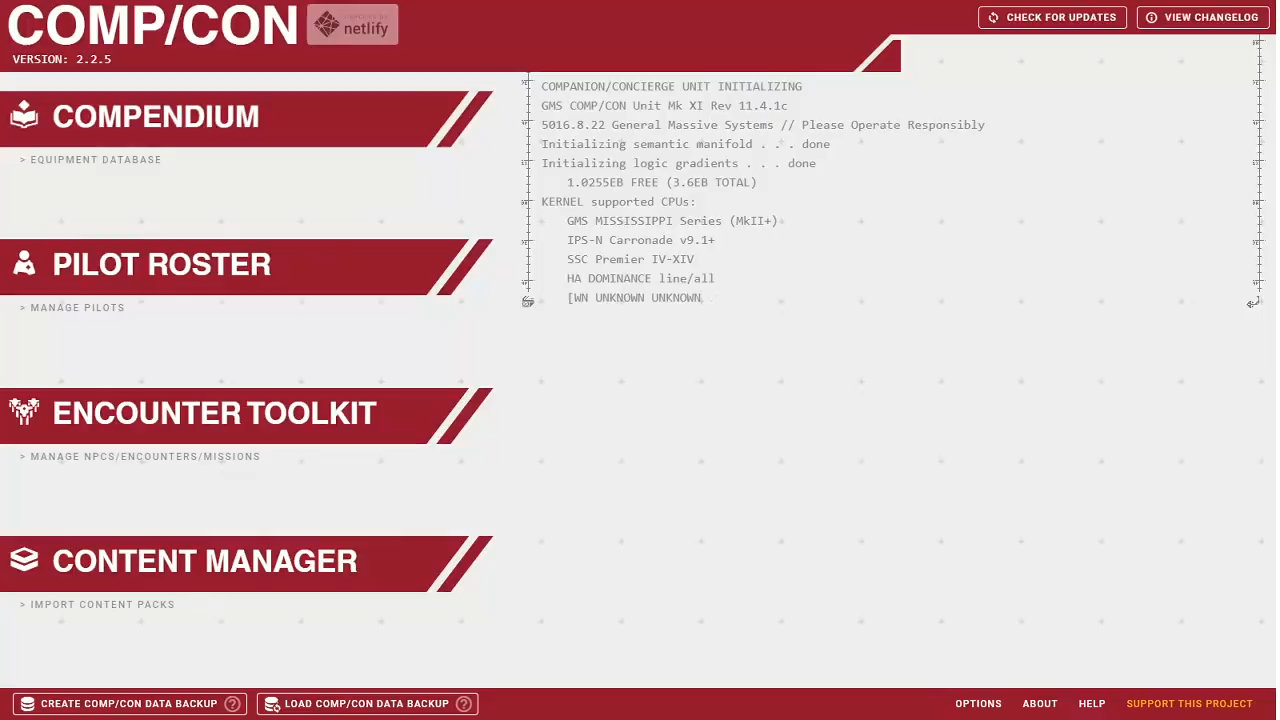 COMP/CON
netlify
VERSION: 2.2.5
CHECK FOR UPDATES
VIEW CHANGELOG
COMPENDIUM
> EQUIPMENT DATABASE
PILOT ROSTER
> MANAGE PILOTS
ENCOUNTER TOOLKIT
> MANAGE NPCS/ENCOUNTERS/MISSIONS
CONTENT MANAGER
> IMPORT CONTENT PACKS
COMPANION/CONCIERGE UNIT INITIALIZING
GMS COMP/CON Unit Mk XI Rev 11.4.1c
5016.8.22 General Massive Systems // Please Operate Responsibly
Initializing semantic manifold . . . done
Initializing logic gradients . . . done
1.0255EB FREE (3.6EB TOTAL)
KERNEL supported CPUs:
GMS MISSISSIPPI Series (MkII+)
IPS-N Carronade v9.1+
SSC Premier IV-XIV
HA DOMINANCE line/all
[WN UNKNOWN UNKNOWN
CREATE COMP/CON DATA BACKUP ?
LOAD COMP/CON DATA BACKUP ?
OPTIONS
ABOUT
HELP
SUPPORT THIS PROJECT